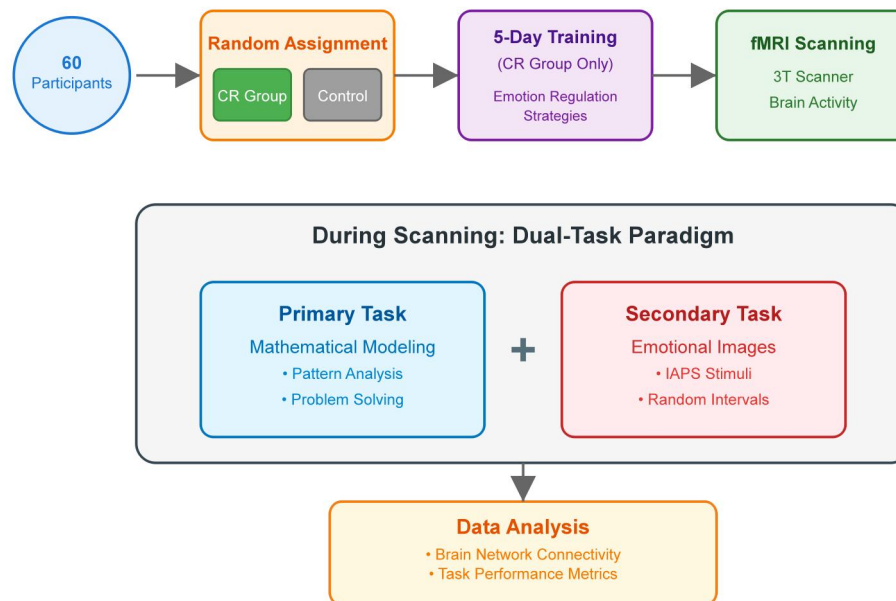 60
Participants
Random Assignment
CR Group
Control
5-Day Training
(CR Group Only)
Emotion Regulation
Strategies
fMRI Scanning
3T Scanner
Brain Activity
During Scanning: Dual-Task Paradigm
Primary Task
Mathematical Modeling
• Pattern Analysis
• Problem Solving
+
Secondary Task
Emotional Images
• IAPS Stimuli
• Random Intervals
Data Analysis
• Brain Network Connectivity
• Task Performance Metrics